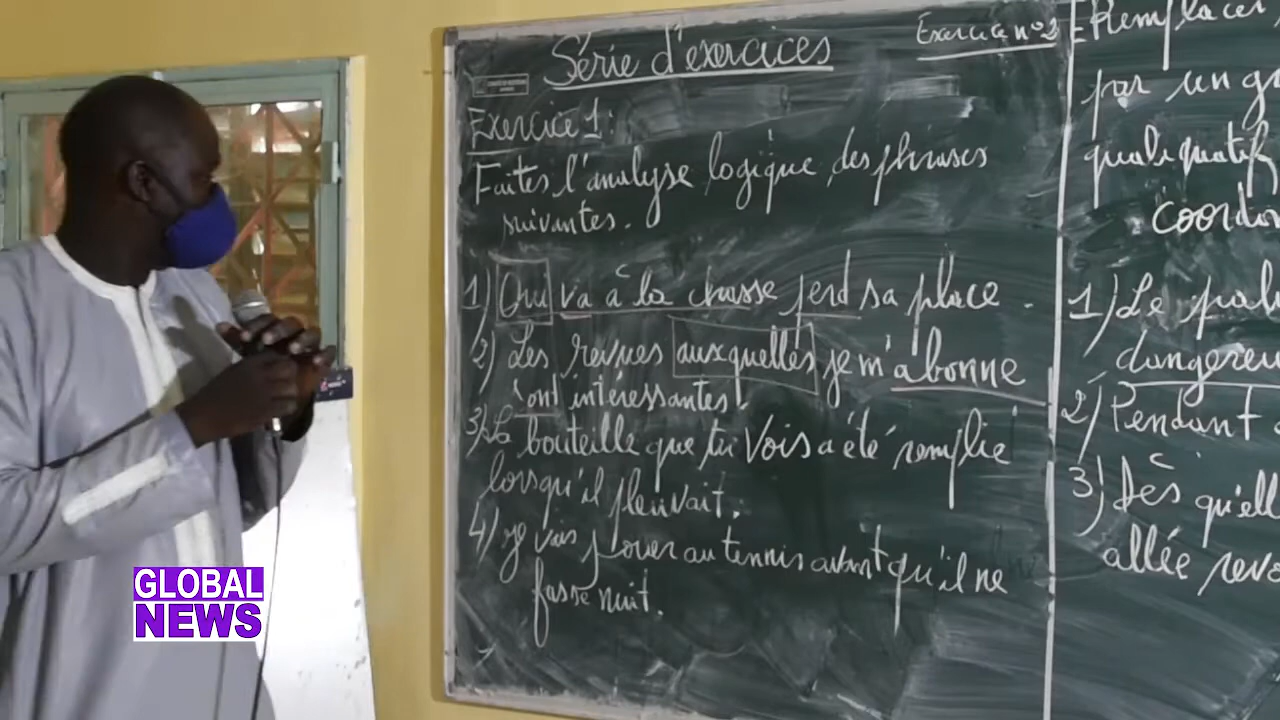 Série d'exercices
Exercice 1:
Faites l'analyse logique des phrases
suivantes.
1) Qui va à la chasse perd sa place.
2) Les revues auxquelles je m'abonne
sont intéressantes.
3) La bouteille que tu vois a été remplie
lorsqu'il pleuvait.
4) je vais jouer au tennis avant qu'il ne
fasse nuit.
Exercice n°2 Remplacer
par un
qualiquatif
coordon
1) Le
dangereu
2) Pendant
3) Dès qu'ell
allée
GLOBAL
NEWS